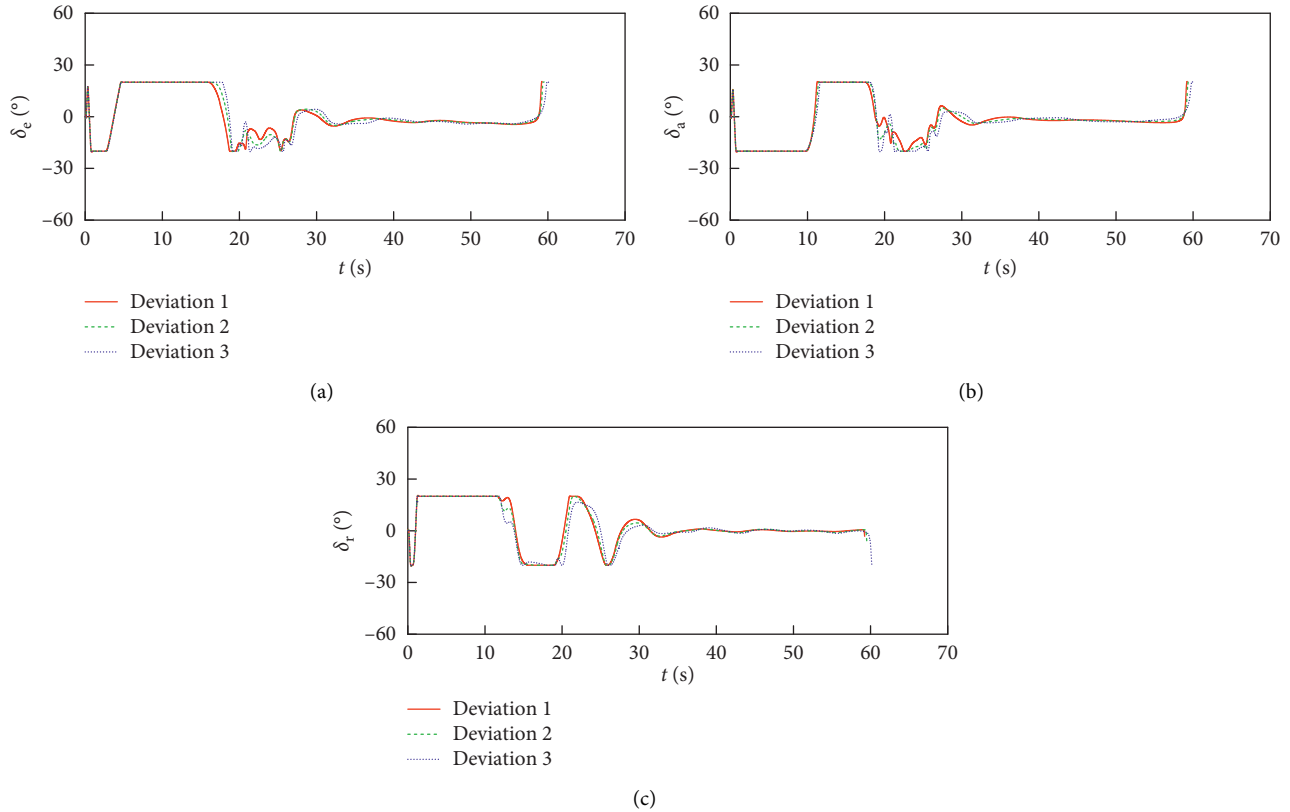 60
30
0
–30
–60
δe (°)
0 10 20 30 40 50 60 70
t (s)
Deviation 1
Deviation 2
Deviation 3
(a)
60
30
0
–30
–60
δa (°)
0 10 20 30 40 50 60 70
t (s)
Deviation 1
Deviation 2
Deviation 3
(b)
60
30
0
–30
–60
δr (°)
0 10 20 30 40 50 60 70
t (s)
Deviation 1
Deviation 2
Deviation 3
(c)